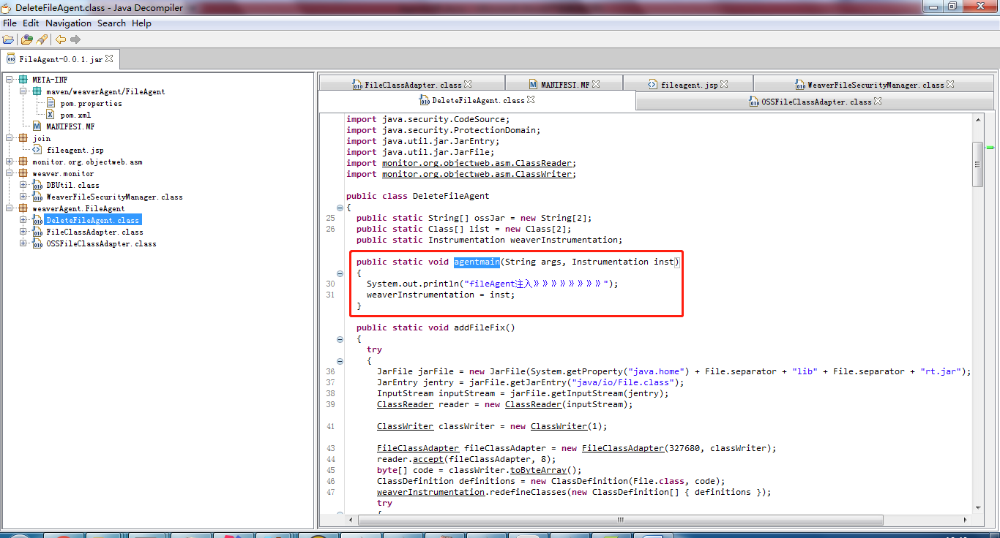 DeleteFileAgent.class - Java Decompiler
File Edit Navigation Search Help
FileAgent-0.0.1.jar
META-INF
maven/weaverAgent/FileAgent
pom.properties
pom.xml
MANIFEST.MF
join
fileagent.jsp
monitor.org.objectweb.asm
weaver.monitor
DBUtil.class
WeaverFileSecurityManager.class
weaverAgent.FileAgent
DeleteFileAgent.class
FileClassAdapter.class
OSSFileClassAdapter.class
FileClassAdapter.class MANIFEST.MF fileagent.jsp WeaverFileSecurityManager.class
DeleteFileAgent.class OSSFileClassAdapter.class
import java.security.CodeSource;
import java.security.ProtectionDomain;
import java.util.jar.JarEntry;
import java.util.jar.JarFile;
import monitor.org.objectweb.asm.ClassReader;
import monitor.org.objectweb.asm.ClassWriter;
public class DeleteFileAgent
{
25 public static String[] ossJar = new String[2];
26 public static Class[] list = new Class[2];
public static Instrumentation weaverInstrumentation;
public static void agentmain(String args, Instrumentation inst)
{
30 System.out.println("fileAgent注入》》》》》》》》");
31 weaverInstrumentation = inst;
}
public static void addFileFix()
{
try
{
36 JarFile jarFile = new JarFile(System.getProperty("java.home") + File.separator + "lib" + File.separator + "rt.jar");
37 JarEntry jentry = jarFile.getJarEntry("java/io/File.class");
38 InputStream inputStream = jarFile.getInputStream(jentry);
39 ClassReader reader = new ClassReader(inputStream);
41 ClassWriter classWriter = new ClassWriter(1);
43 FileClassAdapter fileClassAdapter = new FileClassAdapter(327680, classWriter);
44 reader.accept(fileClassAdapter, 8);
45 byte[] code = classWriter.toByteArray();
46 ClassDefinition definitions = new ClassDefinition(File.class, code);
47 weaverInstrumentation.redefineClasses(new ClassDefinition[] { definitions });
try
{